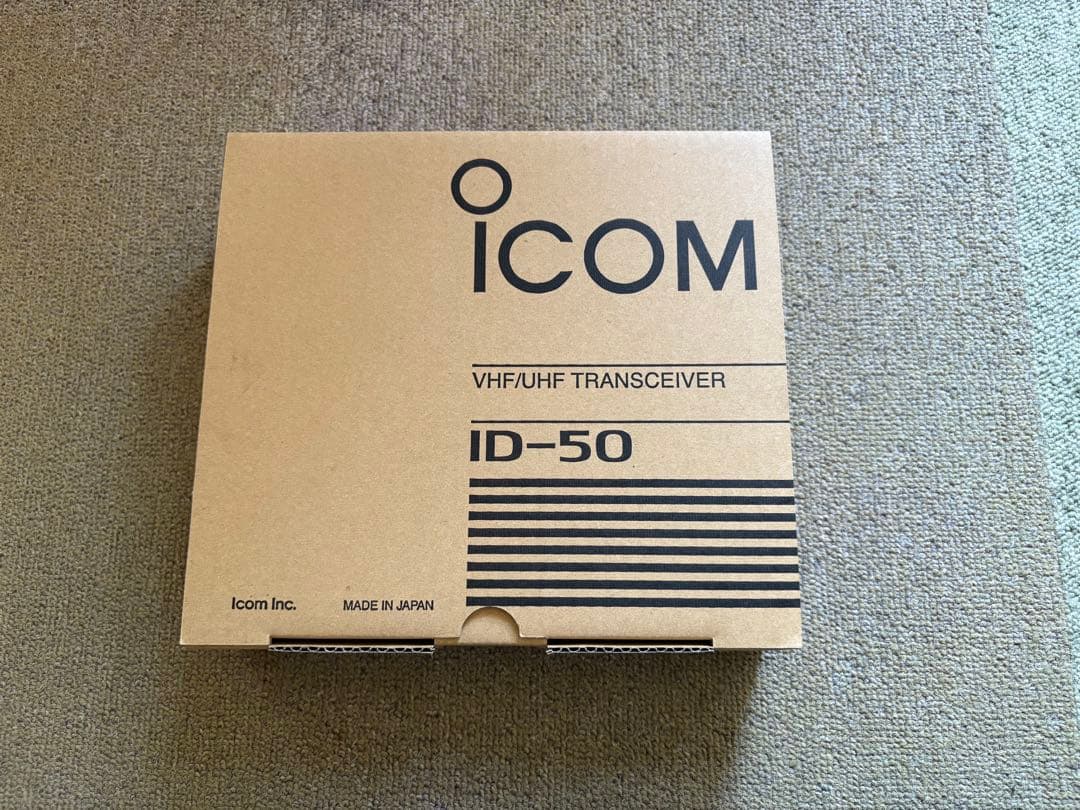 ICOM
VHF/UHF TRANSCEIVER
ID-50
Icom Inc.
MADE IN JAPAN